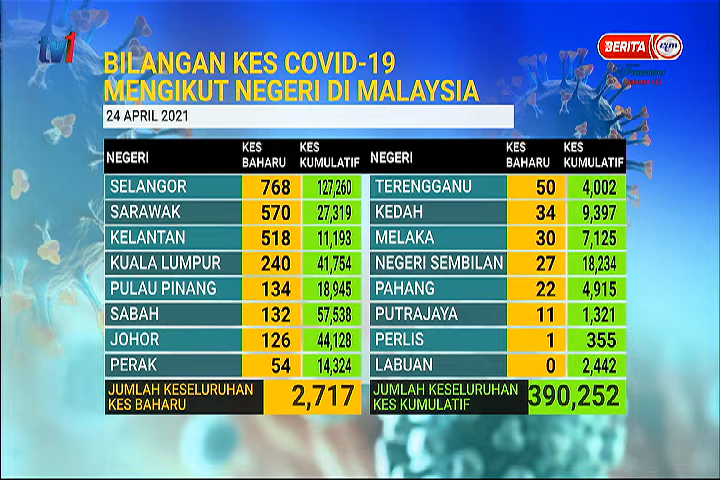 tv1
BERITA rtm
BILANGAN KES COVID-19
MENGIKUT NEGERI DI MALAYSIA
24 APRIL 2021
NEGERI KES BAHARU KES KUMULATIF NEGERI KES BAHARU KES KUMULATIF
SELANGOR 768 127,260 TERENGGANU 50 4,002
SARAWAK 570 27,319 KEDAH 34 9,397
KELANTAN 518 11,193 MELAKA 30 7,125
KUALA LUMPUR 240 41,754 NEGERI SEMBILAN 27 18,234
PULAU PINANG 134 18,945 PAHANG 22 4,915
SABAH 132 57,538 PUTRAJAYA 11 1,321
JOHOR 126 44,128 PERLIS 1 355
PERAK 54 14,324 LABUAN 0 2,442
JUMLAH KESELURUHAN KES BAHARU 2,717 JUMLAH KESELURUHAN KES KUMULATIF 390,252